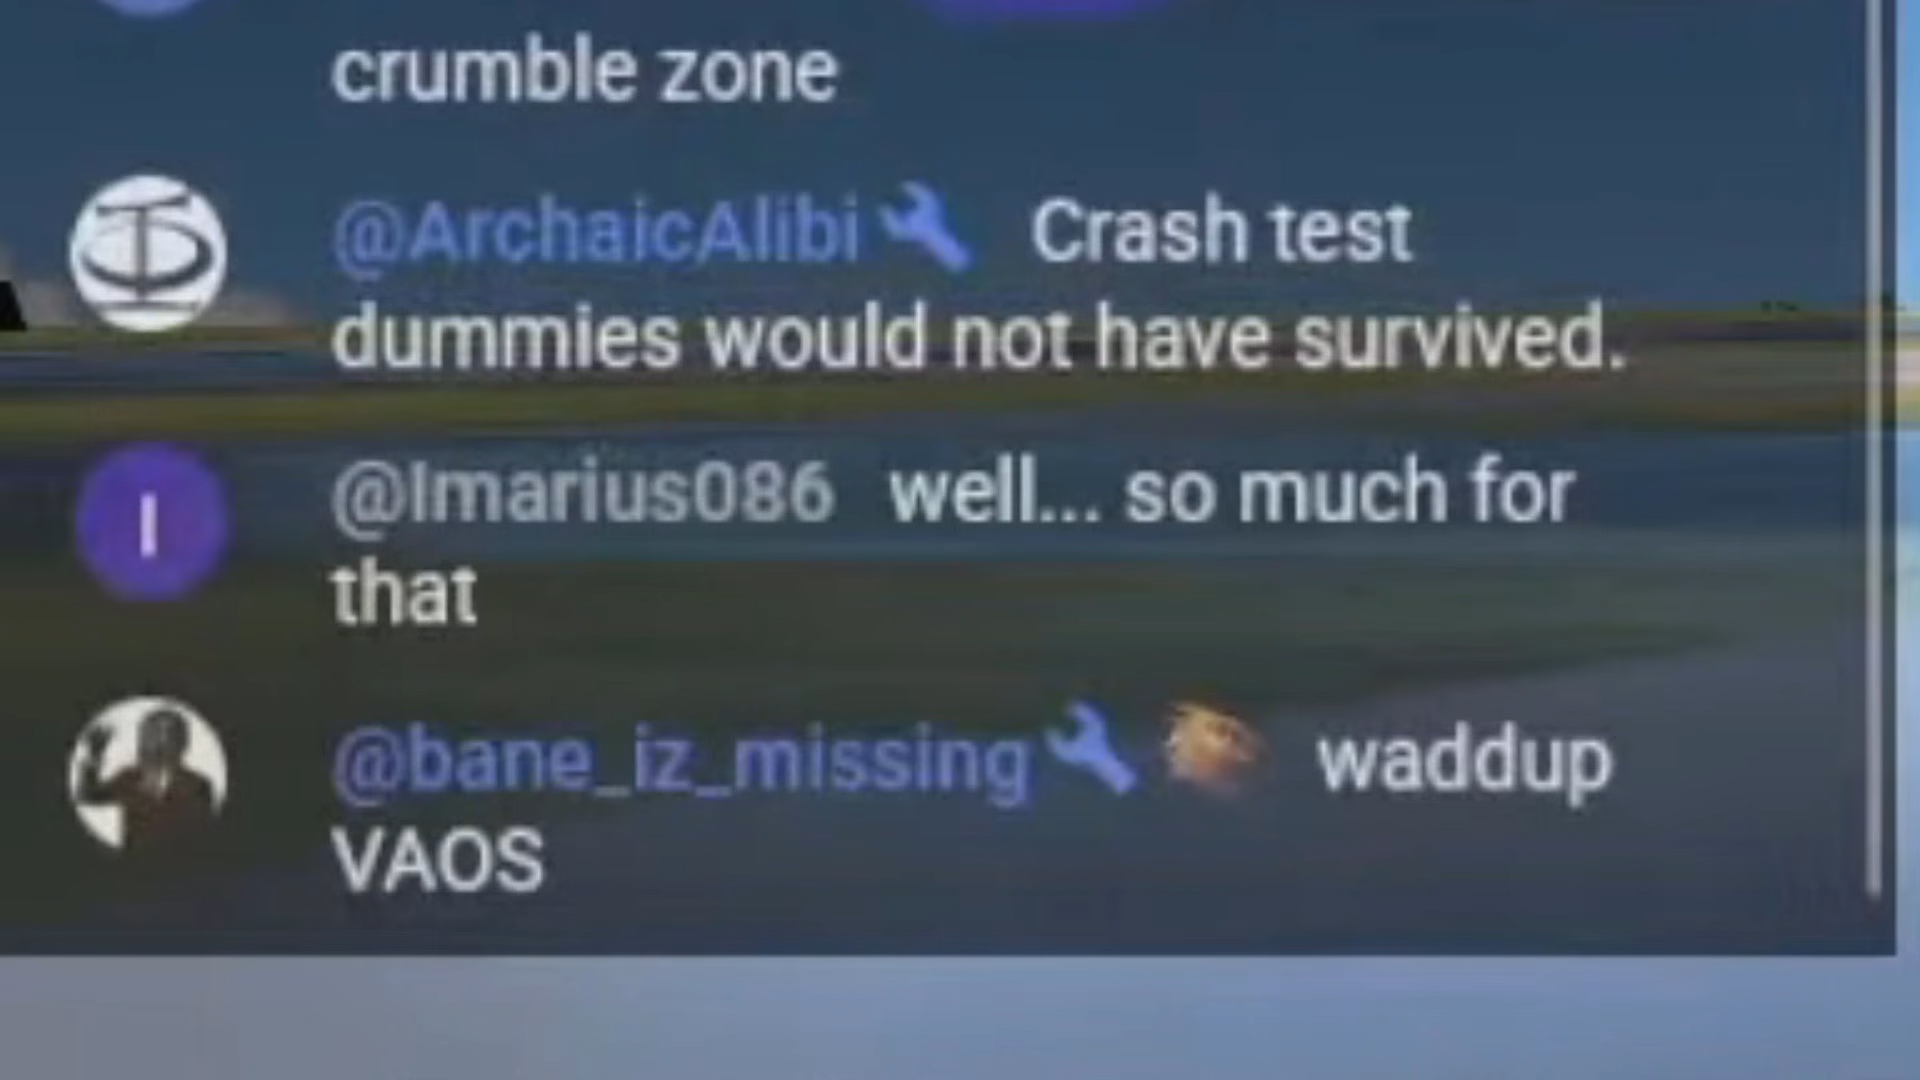 crumble zone
@ArchaicAlibi Crash test
dummies would not have survived.
I
@Imarius086 well... so much for
that
@bane_iz_missing waddup
VAOS